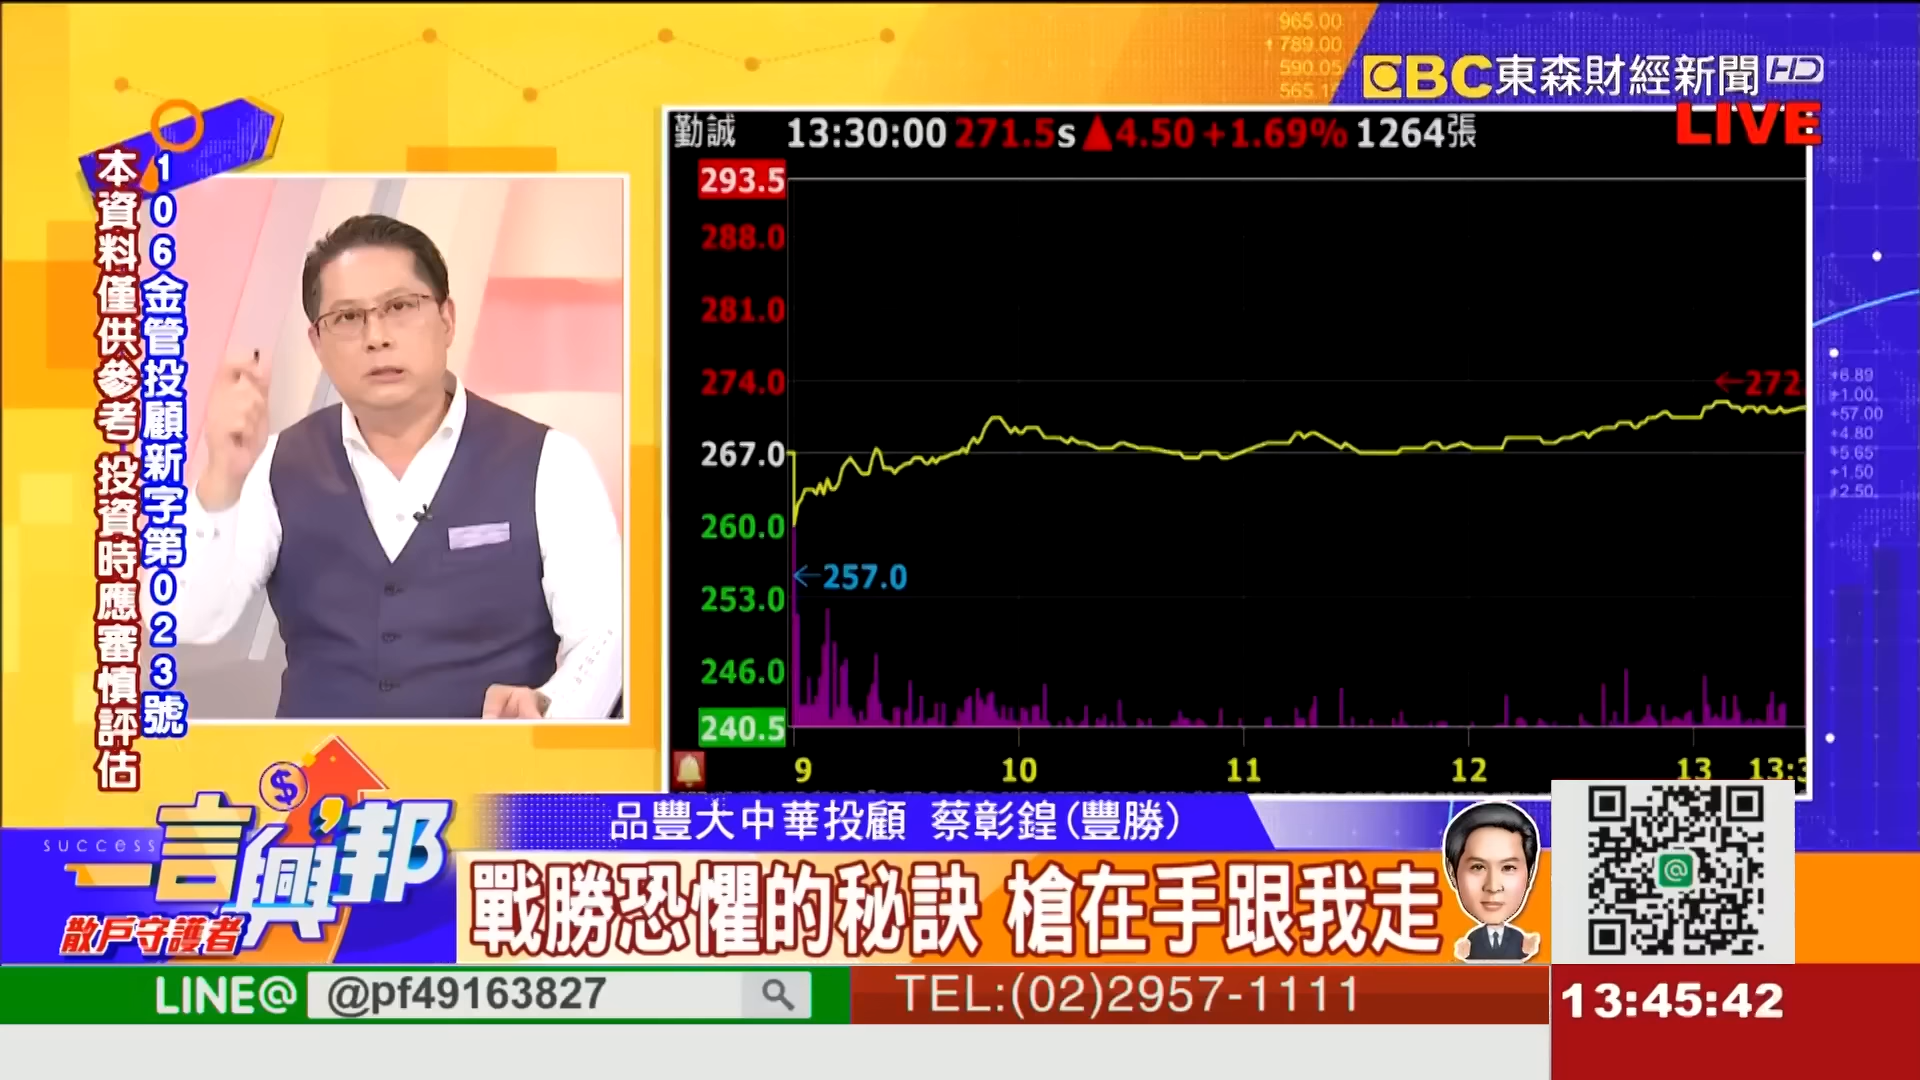 965.00
789.00
590.05
565.1
EBC東森財經新聞HD
LIVE
本資料僅供參考 投資時應審慎評估
106金管投顧新字第023號
勤誠 13:30:00 271.5s ▲4.50 +1.69% 1264張
293.5
288.0
281.0
274.0
267.0
260.0
253.0
246.0
240.5
←272
←257.0
9 10 11 12 13 13:3
+6.89
+1.00
+57.00
+4.80
+5.65
+1.50
+2.50
success
一言興邦
散戶守護者
品豐大中華投顧 蔡彰鍠(豐勝)
戰勝恐懼的秘訣 槍在手跟我走
LINE@ @pf49163827
TEL:(02)2957-1111
13:45:42